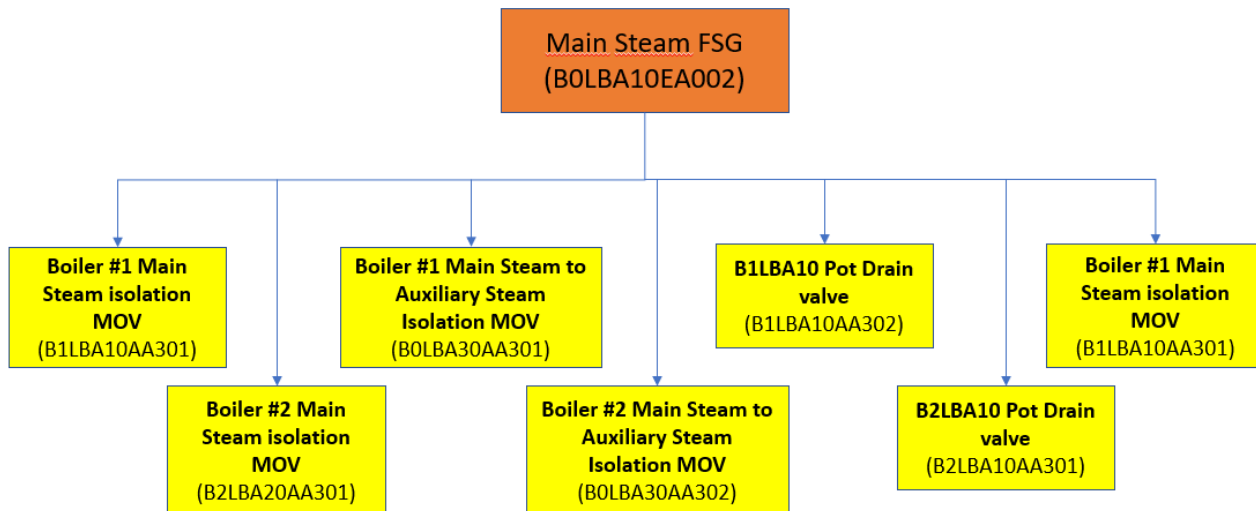 Main Steam FSG
(B0LBA10EA002)
Boiler #1 Main
Steam isolation
MOV
(B1LBA10AA301)
Boiler #1 Main Steam to
Auxiliary Steam
Isolation MOV
(B0LBA30AA301)
B1LBA10 Pot Drain
valve
(B1LBA10AA302)
Boiler #1 Main
Steam isolation
MOV
(B1LBA10AA301)
Boiler #2 Main
Steam isolation
MOV
(B2LBA20AA301)
Boiler #2 Main Steam to
Auxiliary Steam
Isolation MOV
(B0LBA30AA302)
B2LBA10 Pot Drain
valve
(B2LBA10AA301)